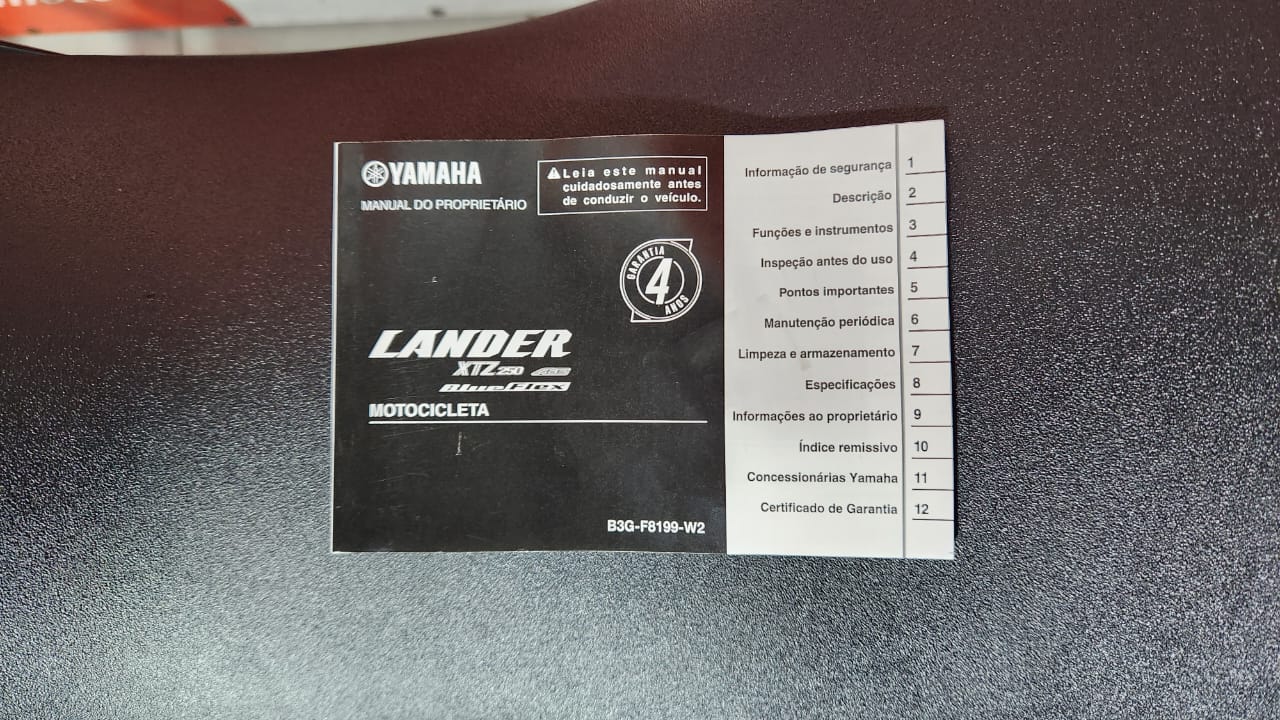 YAMAHA
MANUAL DO PROPRIETÁRIO
Leia este manual
cuidadosamente antes
de conduzir o veículo.
GARANTIA
4
ANOS
LANDER
XTZ250 ABS
BlueFlex
MOTOCICLETA
B3G-F8199-W2
Informação de segurança 1
Descrição 2
Funções e instrumentos 3
Inspeção antes do uso 4
Pontos importantes 5
Manutenção periódica 6
Limpeza e armazenamento 7
Especificações 8
Informações ao proprietário 9
Índice remissivo 10
Concessionárias Yamaha 11
Certificado de Garantia 12